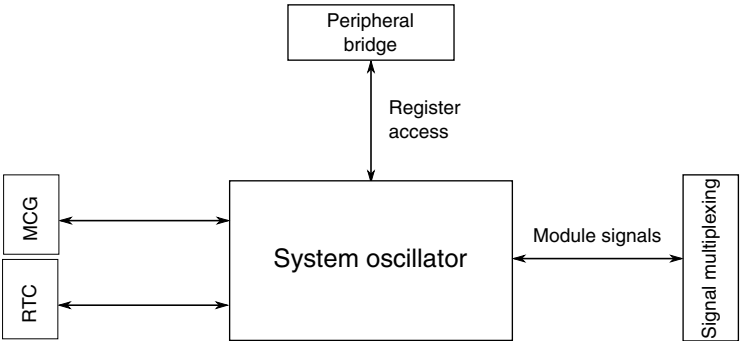 Peripheral
bridge
Register
access
MCG
System oscillator
Module signals
Signal multiplexing
RTC